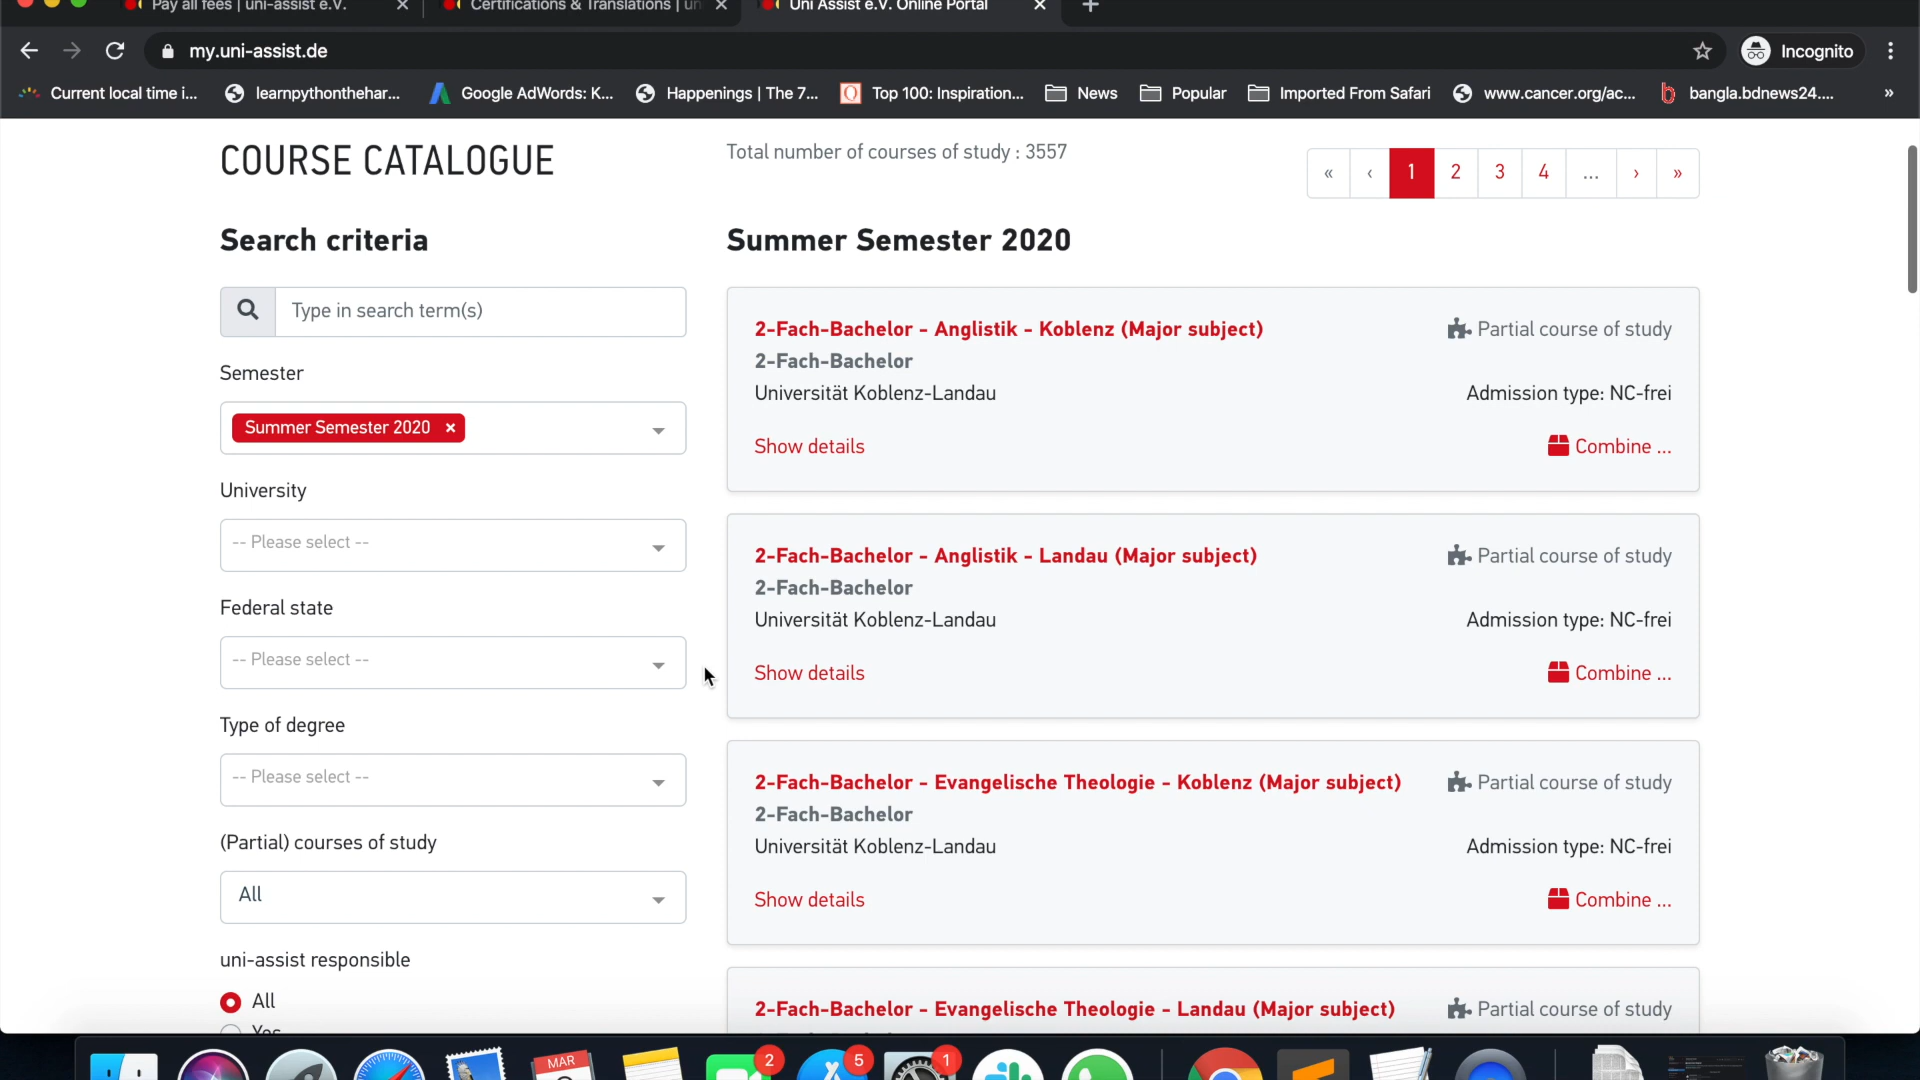 Pay all fees | uni-assist e.V.
Certifications & Translations | un
Uni Assist e.V. Online Portal
my.uni-assist.de
Incognito
Current local time i...
learnpythonthehar...
Google AdWords: K...
Happenings | The 7...
Top 100: Inspiration...
News
Popular
Imported From Safari
www.cancer.org/ac...
bangla.bdnews24....
»
COURSE CATALOGUE
Total number of courses of study : 3557
« ‹ 1 2 3 4 ... › »
Search criteria
Type in search term(s)
Semester
Summer Semester 2020 ×
University
-- Please select --
Federal state
-- Please select --
Type of degree
-- Please select --
(Partial) courses of study
All
uni-assist responsible
All
Yes
Summer Semester 2020
2-Fach-Bachelor - Anglistik - Koblenz (Major subject)
Partial course of study
2-Fach-Bachelor
Universität Koblenz-Landau
Admission type: NC-frei
Show details
Combine ...
2-Fach-Bachelor - Anglistik - Landau (Major subject)
Partial course of study
2-Fach-Bachelor
Universität Koblenz-Landau
Admission type: NC-frei
Show details
Combine ...
2-Fach-Bachelor - Evangelische Theologie - Koblenz (Major subject)
Partial course of study
2-Fach-Bachelor
Universität Koblenz-Landau
Admission type: NC-frei
Show details
Combine ...
2-Fach-Bachelor - Evangelische Theologie - Landau (Major subject)
Partial course of study
MAR
2
5
1